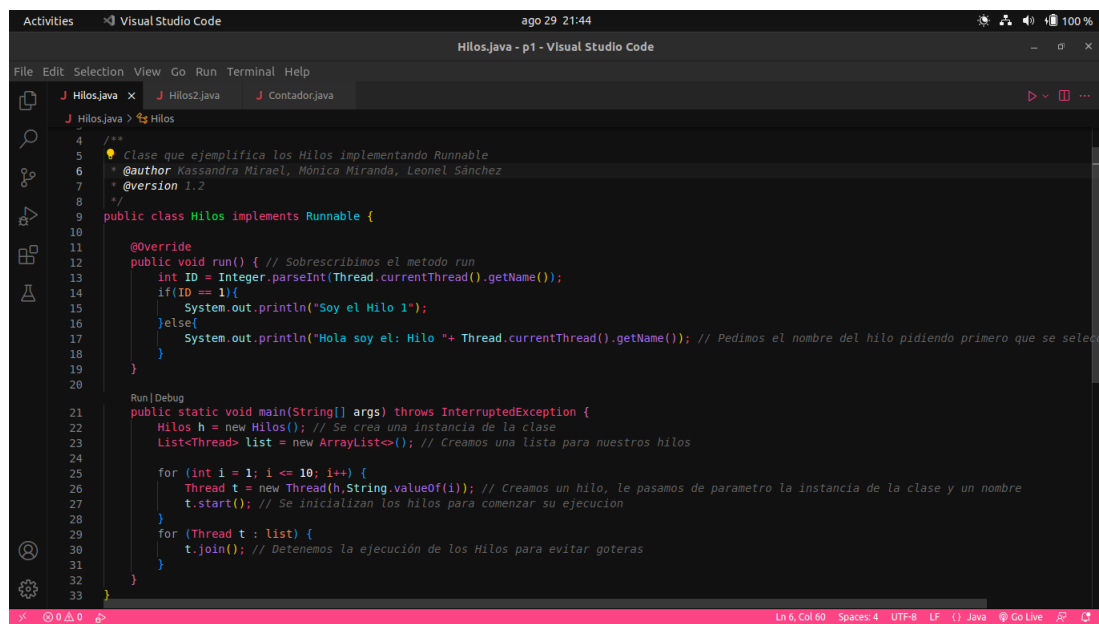 Activities Visual Studio Code ago 29 21:44 100 %
Hilos.java - p1 - Visual Studio Code
File Edit Selection View Go Run Terminal Help
J Hilos.java × J Hilos2.java J Contador.java
J Hilos.java > Hilos
4 /**
5 Clase que ejemplifica los Hilos implementando Runnable
6 * @author Kassandra Mirael, Mónica Miranda, Leonel Sánchez
7 * @version 1.2
8 */
9 public class Hilos implements Runnable {
10
11 @Override
12 public void run() { // Sobrescribimos el metodo run
13 int ID = Integer.parseInt(Thread.currentThread().getName());
14 if(ID == 1){
15 System.out.println("Soy el Hilo 1");
16 }else{
17 System.out.println("Hola soy el: Hilo "+ Thread.currentThread().getName()); // Pedimos el nombre del hilo pidiendo primero que se selec
18 }
19 }
20
Run | Debug
21 public static void main(String[] args) throws InterruptedException {
22 Hilos h = new Hilos(); // Se crea una instancia de la clase
23 List<Thread> list = new ArrayList<>(); // Creamos una lista para nuestros hilos
24
25 for (int i = 1; i <= 10; i++) {
26 Thread t = new Thread(h,String.valueOf(i)); // Creamos un hilo, le pasamos de parametro la instancia de la clase y un nombre
27 t.start(); // Se inicializan los hilos para comenzar su ejecucion
28 }
29 for (Thread t : list) {
30 t.join(); // Detenemos la ejecución de los Hilos para evitar goteras
31 }
32 }
33 }
0 0 Ln 6, Col 60 Spaces: 4 UTF-8 LF {} Java Go Live